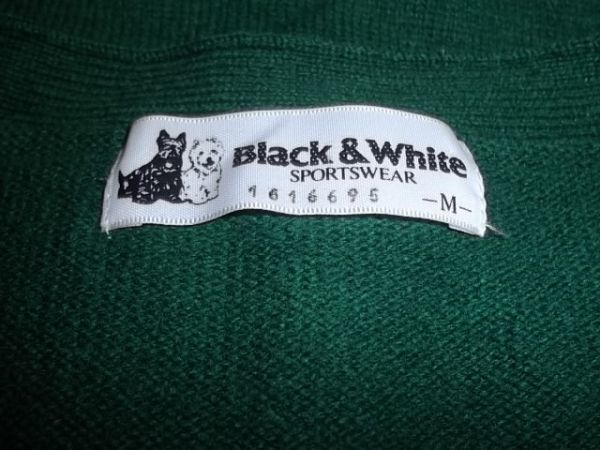 Black & White
SPORTSWEAR
1616695
-M-